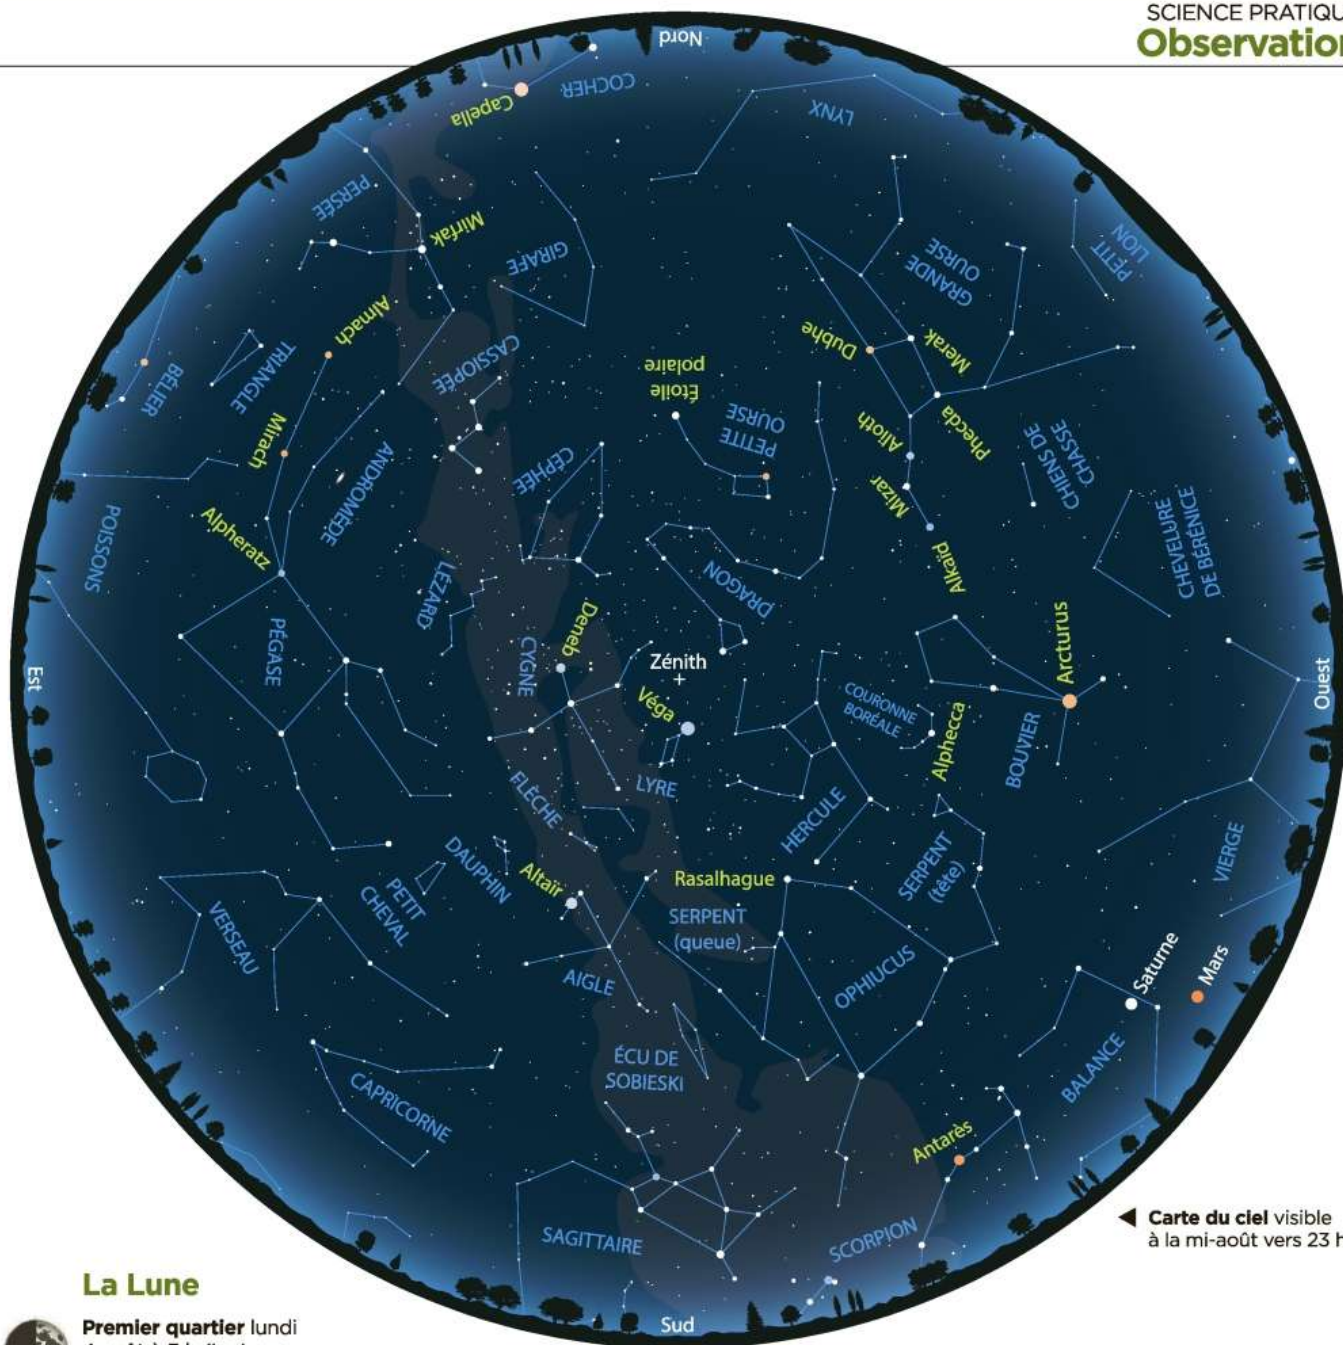 SCIENCE PRATIQU
Observation
Nord
COCHER
Capella
LYNX
PERSÉE
Mirfak
GIRAFE
GRANDE
OURSE
PETIT
LION
Almach
TRIANGLE
BÉLIER
CASSIOPÉE
Étoile
polaire
Dubhe
Merak
PETITE
OURSE
Mirach
ANDROMÈDE
CÉPHÉE
Alioth
Phecda
CHIENS DE
CHASSE
Mizar
POISSONS
Alpheratz
LÉZARD
DRAGON
Alkaïd
CHEVELURE
DE BÉRÉNICE
Deneb
CYGNE
PÉGASE
Arcturus
Zénith
Est
Ouest
Véga
COURONNE
BORÉALE
Alphecca
BOUVIER
LYRE
FLÈCHE
HERCULE
DAUPHIN
Altaïr
Rasalhague
SERPENT
(tête)
VIERGE
PETIT
CHEVAL
SERPENT
(queue)
VERSEAU
AIGLE
OPHIUCUS
Saturne
Mars
ÉCU DE
SOBIESKI
BALANCE
CAPRICORNE
Antarès
SAGITTAIRE
SCORPION
◀ Carte du ciel visible
à la mi-août vers 23 h
Sud
La Lune
Premier quartier lundi